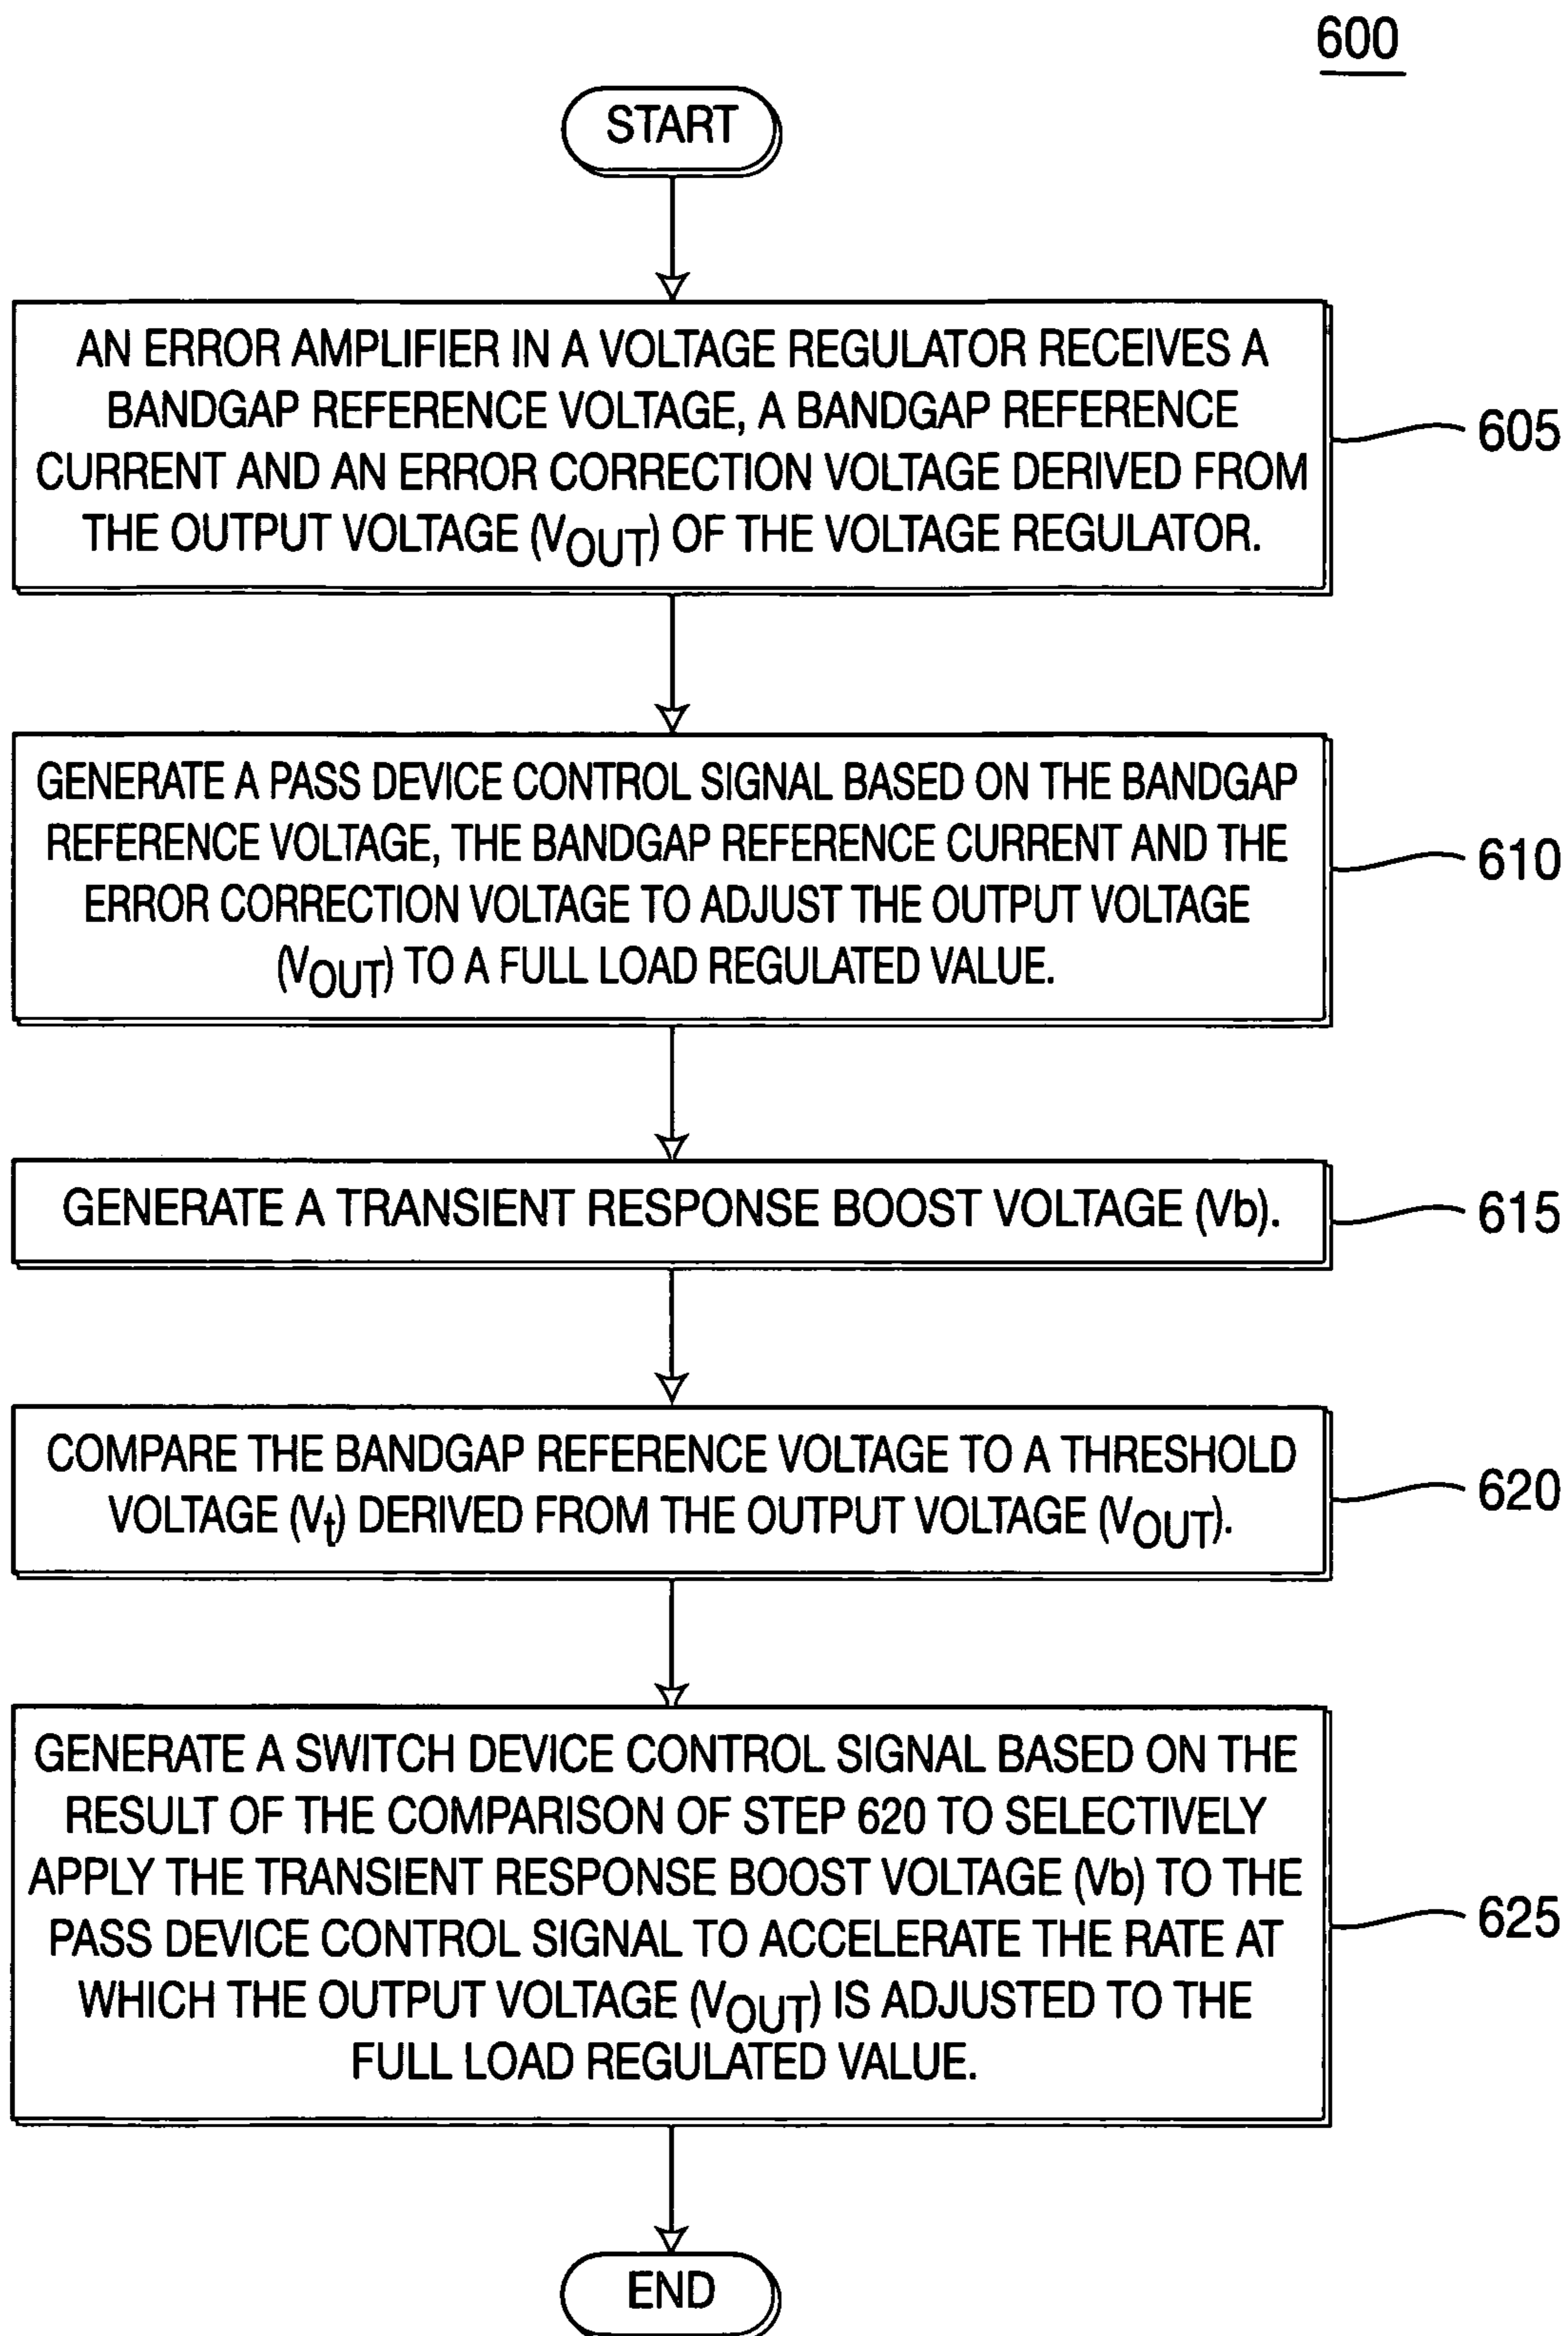 600
START
AN ERROR AMPLIFIER IN A VOLTAGE REGULATOR RECEIVES A
BANDGAP REFERENCE VOLTAGE, A BANDGAP REFERENCE
CURRENT AND AN ERROR CORRECTION VOLTAGE DERIVED FROM
THE OUTPUT VOLTAGE (VOUT) OF THE VOLTAGE REGULATOR.
605
GENERATE A PASS DEVICE CONTROL SIGNAL BASED ON THE BANDGAP
REFERENCE VOLTAGE, THE BANDGAP REFERENCE CURRENT AND THE
ERROR CORRECTION VOLTAGE TO ADJUST THE OUTPUT VOLTAGE
(VOUT) TO A FULL LOAD REGULATED VALUE.
610
GENERATE A TRANSIENT RESPONSE BOOST VOLTAGE (Vb).
615
COMPARE THE BANDGAP REFERENCE VOLTAGE TO A THRESHOLD
VOLTAGE (Vt) DERIVED FROM THE OUTPUT VOLTAGE (VOUT).
620
GENERATE A SWITCH DEVICE CONTROL SIGNAL BASED ON THE
RESULT OF THE COMPARISON OF STEP 620 TO SELECTIVELY
APPLY THE TRANSIENT RESPONSE BOOST VOLTAGE (Vb) TO THE
PASS DEVICE CONTROL SIGNAL TO ACCELERATE THE RATE AT
WHICH THE OUTPUT VOLTAGE (VOUT) IS ADJUSTED TO THE
FULL LOAD REGULATED VALUE.
625
END